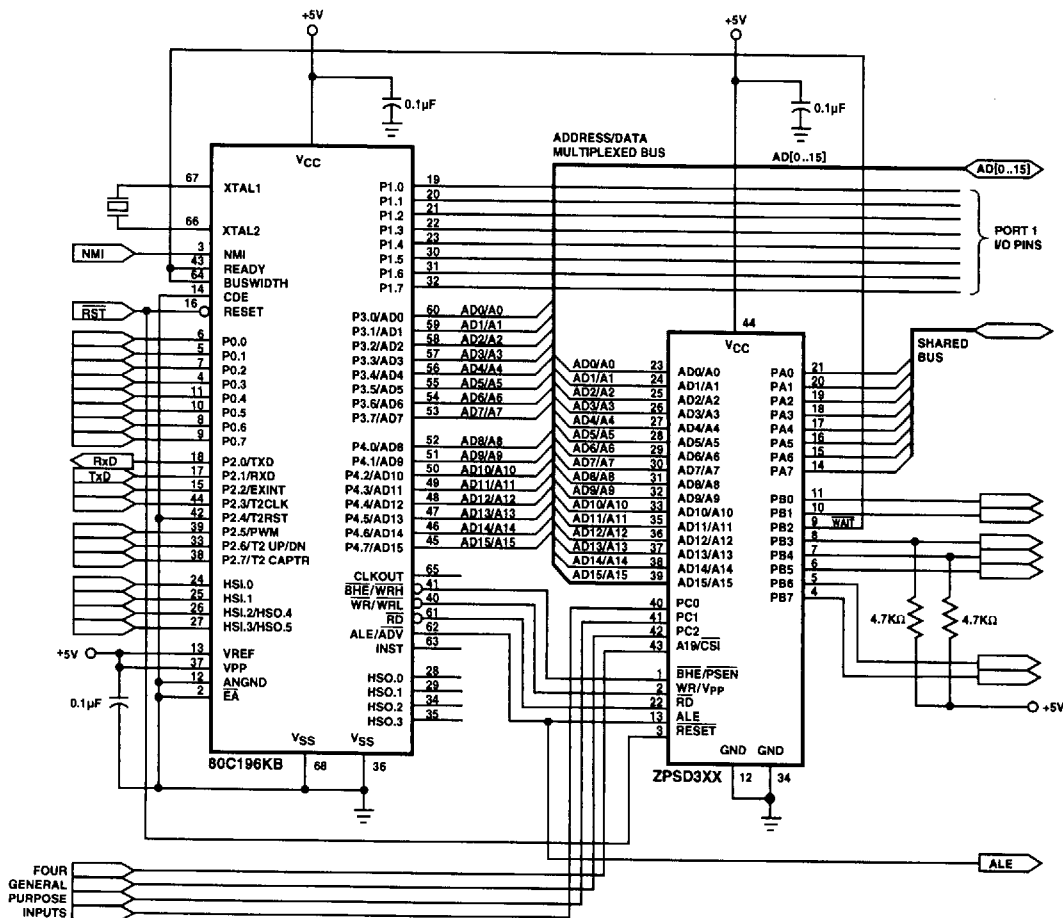 +5V
+5V
0.1µF
0.1µF
ADDRESS/DATA
MULTIPLEXED BUS
AD[0..15]
AD[0..15]
VCC
67
XTAL1
66
XTAL2
NMI
3
NMI
43
READY
64
BUSWIDTH
14
CDE
RST
16
RESET
6
P0.0
5
P0.1
7
P0.2
4
P0.3
11
P0.4
10
P0.5
8
P0.6
9
P0.7
RxD
18
P2.0/TXD
TxD
17
P2.1/RXD
15
P2.2/EXINT
44
P2.3/T2CLK
42
P2.4/T2RST
39
P2.5/PWM
33
P2.6/T2 UP/DN
38
P2.7/T2 CAPTR
24
HSI.0
25
HSI.1
26
HSI.2/HSO.4
27
HSI.3/HSO.5
+5V
13
VREF
37
VPP
12
ANGND
2
EA
0.1µF
P1.0
19
P1.1
20
P1.2
21
P1.3
22
P1.4
23
P1.5
30
P1.6
31
P1.7
32
PORT 1
I/O PINS
P3.0/AD0
60
AD0/A0
P3.1/AD1
59
AD1/A1
P3.2/AD2
58
AD2/A2
P3.3/AD3
57
AD3/A3
P3.4/AD4
56
AD4/A4
P3.5/AD5
55
AD5/A5
P3.6/AD6
54
AD6/A6
P3.7/AD7
53
AD7/A7
P4.0/AD8
52
AD8/A8
P4.1/AD9
51
AD9/A9
P4.2/AD10
50
AD10/A10
P4.3/AD11
49
AD11/A11
P4.4/AD12
48
AD12/A12
P4.5/AD13
47
AD13/A13
P4.6/AD14
46
AD14/A14
P4.7/AD15
45
AD15/A15
CLKOUT
65
BHE/WRH
41
WR/WRL
40
RD
61
ALE/ADV
62
INST
63
HSO.0
28
HSO.1
29
HSO.2
34
HSO.3
35
VSS
VSS
80C196KB
68
36
44
VCC
AD0/A0
23
AD0/A0
AD1/A1
24
AD1/A1
AD2/A2
25
AD2/A2
AD3/A3
26
AD3/A3
AD4/A4
27
AD4/A4
AD5/A5
28
AD5/A5
AD6/A6
29
AD6/A6
AD7/A7
30
AD7/A7
AD8/A8
31
AD8/A8
AD9/A9
32
AD9/A9
AD10/A10
33
AD10/A10
AD11/A11
35
AD11/A11
AD12/A12
36
AD12/A12
AD13/A13
37
AD13/A13
AD14/A14
38
AD14/A14
AD15/A15
39
AD15/A15
40
PC0
41
PC1
42
PC2
43
A19/CSI
1
BHE/PSEN
2
WR/VPP
22
RD
13
ALE
3
RESET
SHARED
BUS
PA0
21
PA1
20
PA2
19
PA3
18
PA4
17
PA5
16
PA6
15
PA7
14
PB0
11
PB1
10
PB2
9
WAIT
PB3
8
PB4
7
PB5
6
PB6
5
PB7
4
4.7KΩ
4.7KΩ
+5V
GND
GND
ZPSD3XX
12
34
ALE
FOUR
GENERAL
PURPOSE
INPUTS